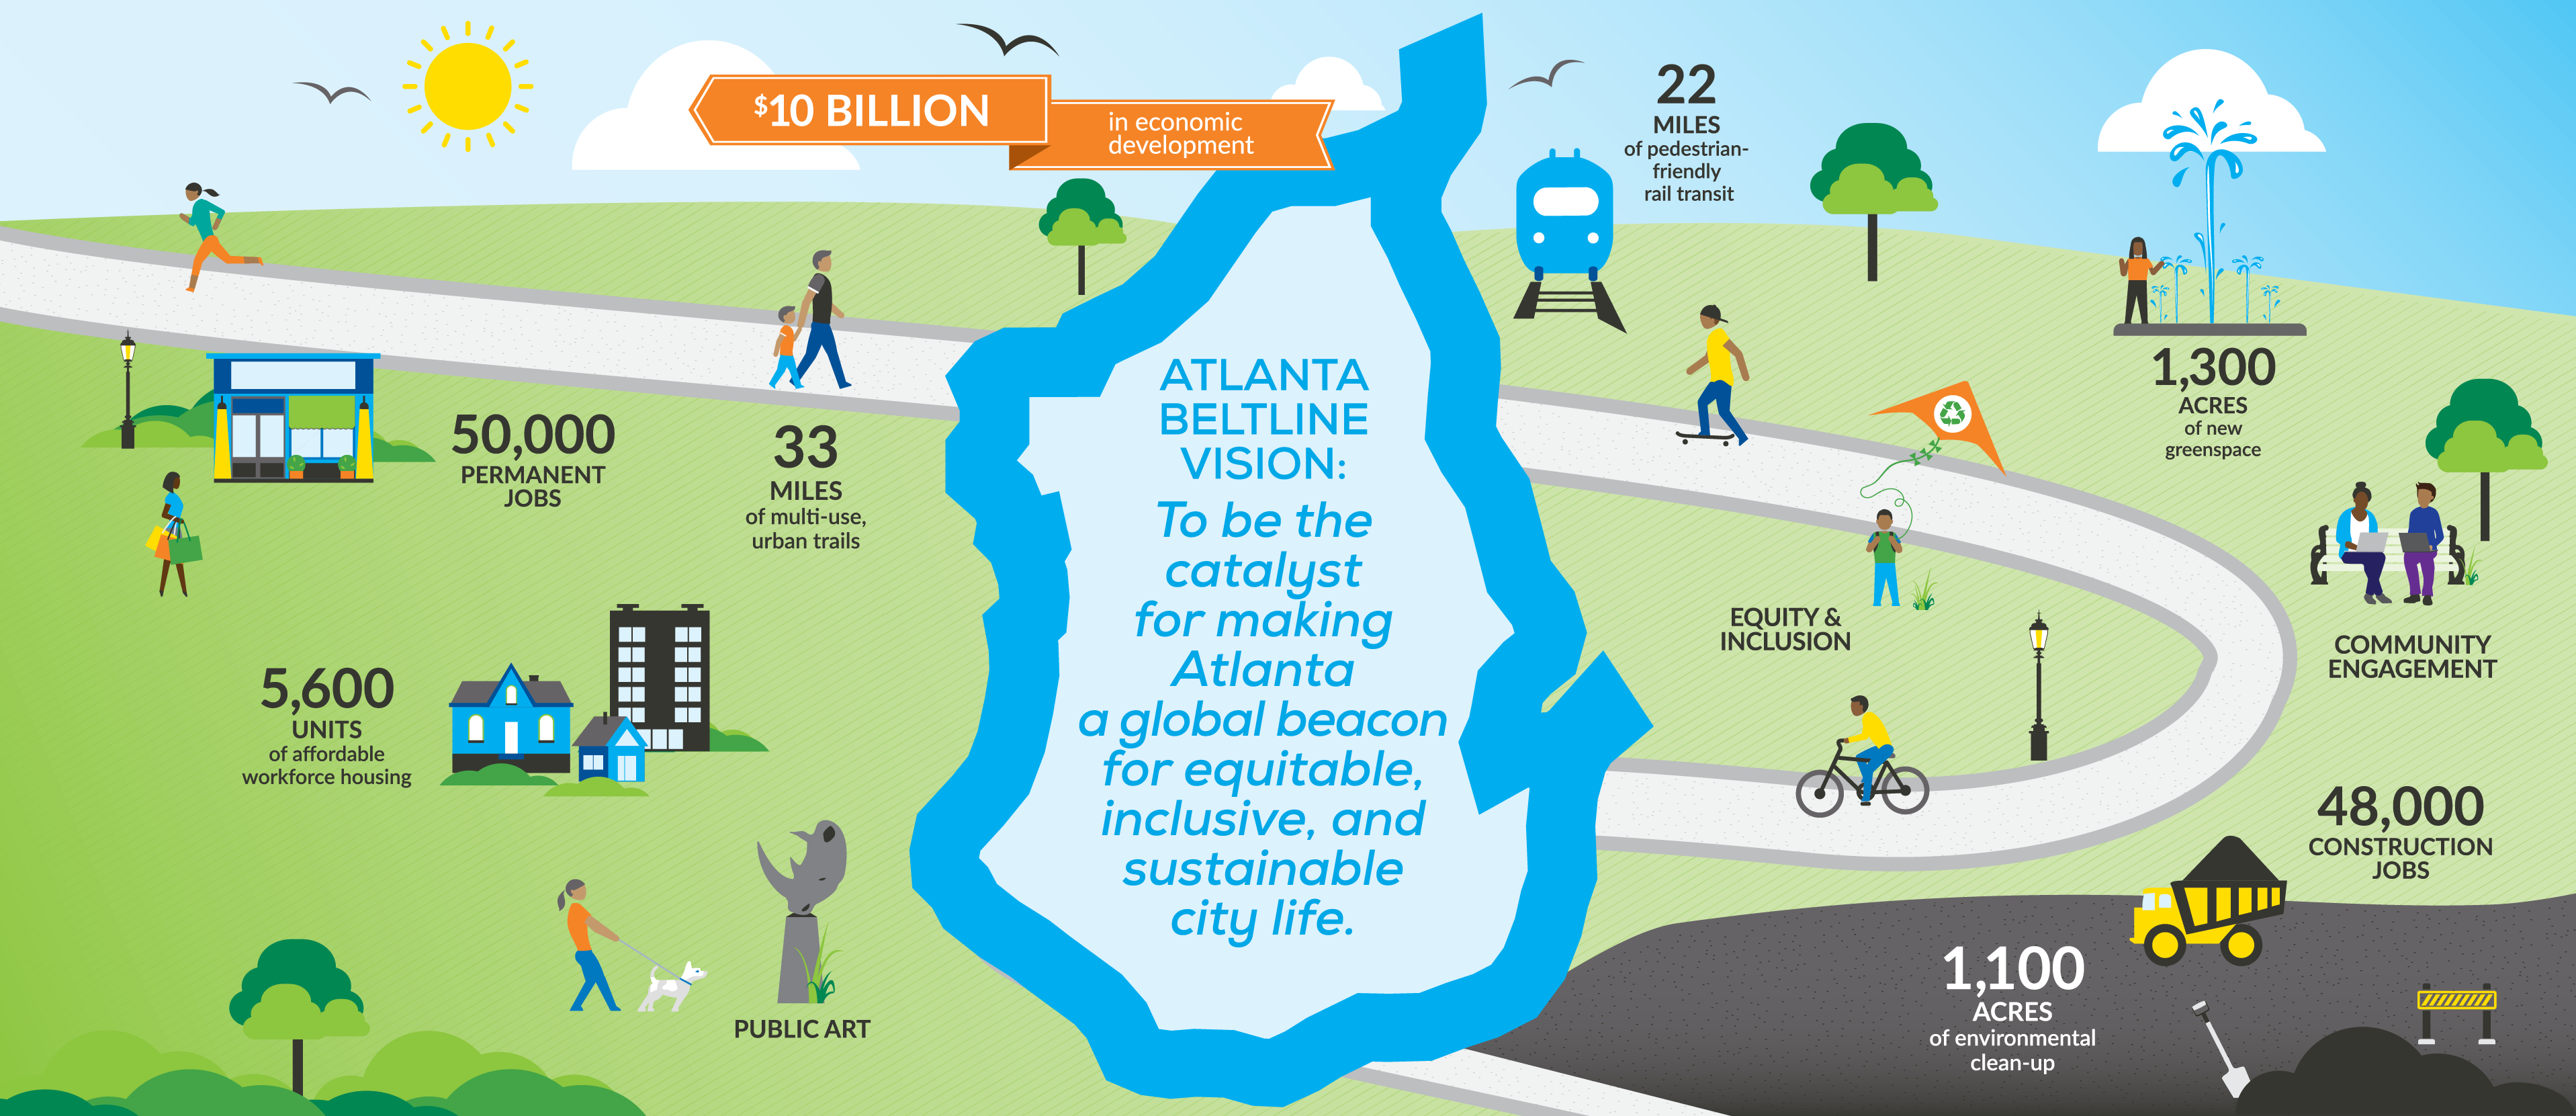 $10 BILLION
in economic
development
22
MILES
of pedestrian-
friendly
rail transit
1,300
ACRES
of new
greenspace
50,000
PERMANENT
JOBS
33
MILES
of multi-use,
urban trails
ATLANTA
BELTLINE
VISION:
To be the
catalyst
for making
Atlanta
a global beacon
for equitable,
inclusive, and
sustainable
city life.
EQUITY &
INCLUSION
COMMUNITY
ENGAGEMENT
5,600
UNITS
of affordable
workforce housing
48,000
CONSTRUCTION
JOBS
1,100
ACRES
of environmental
clean-up
PUBLIC ART